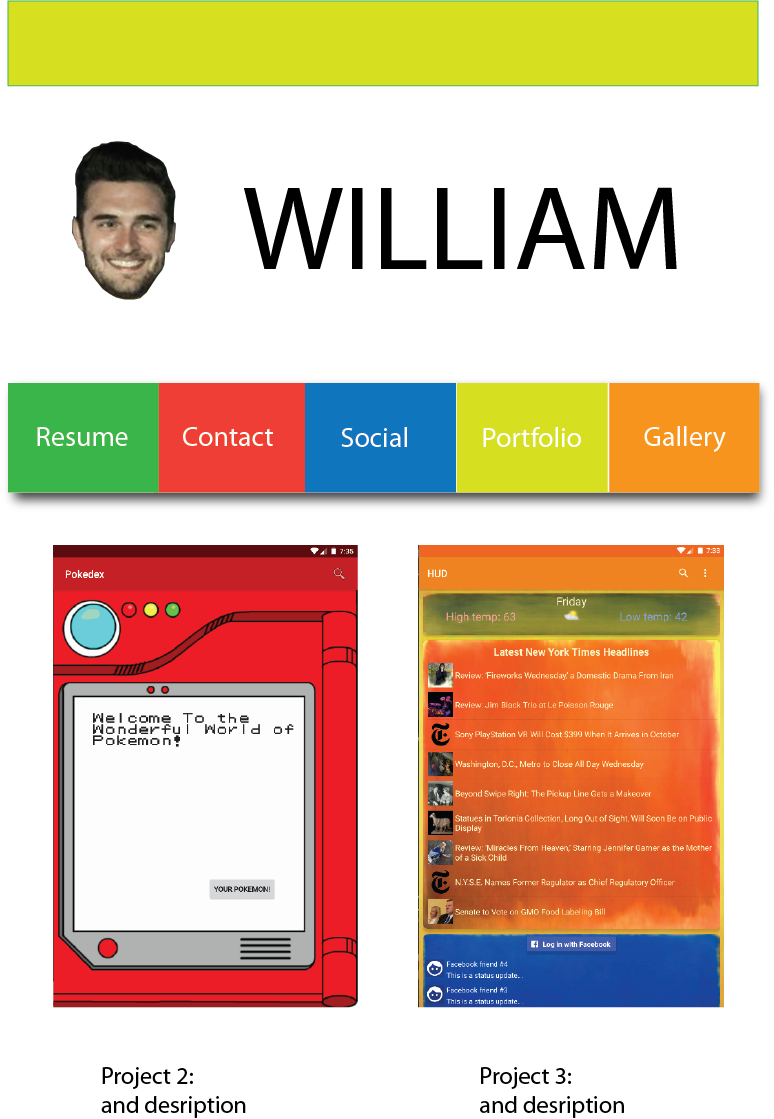 WILLIAM
Resume
Contact
Social
Portfolio
Gallery
7:35
Pokedex
Welcome To the
Wonderful World of
Pokemon!
YOUR POKEMON!
7:33
HUD
Friday
High temp: 63
Low temp: 42
Latest New York Times Headlines
Review: 'Fireworks Wednesday,' a Domestic Drama From Iran
Review: Jim Black Trio at Le Poisson Rouge
Sony PlayStation VR Will Cost $399 When It Arrives in October
Washington, D.C., Metro to Close All Day Wednesday
Beyond Swipe Right: The Pickup Line Gets a Makeover
Statues in Torlonia Collection, Long Out of Sight, Will Soon Be on Public
Display
Review: 'Miracles From Heaven,' Starring Jennifer Garner as the Mother
of a Sick Child
N.Y.S.E. Names Former Regulator as Chief Regulatory Officer
Senate to Vote on GMO Food Labeling Bill
Log in with Facebook
Facebook friend #4
This is a status update...
Facebook friend #3
This is a status update...
Project 2:
and desription
Project 3:
and desription